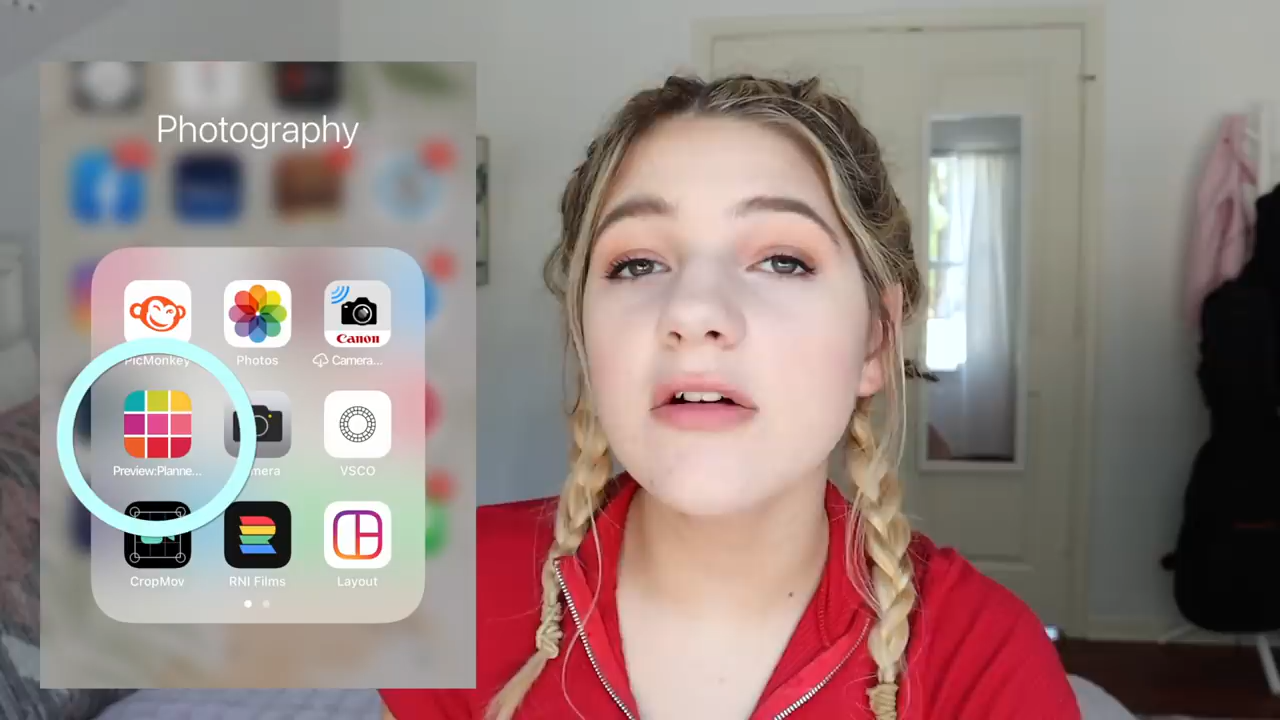 Photography
PicMonkey
Photos
Canon
Camera...
Preview:Planne...
mera
VSCO
CropMov
RNI Films
Layout